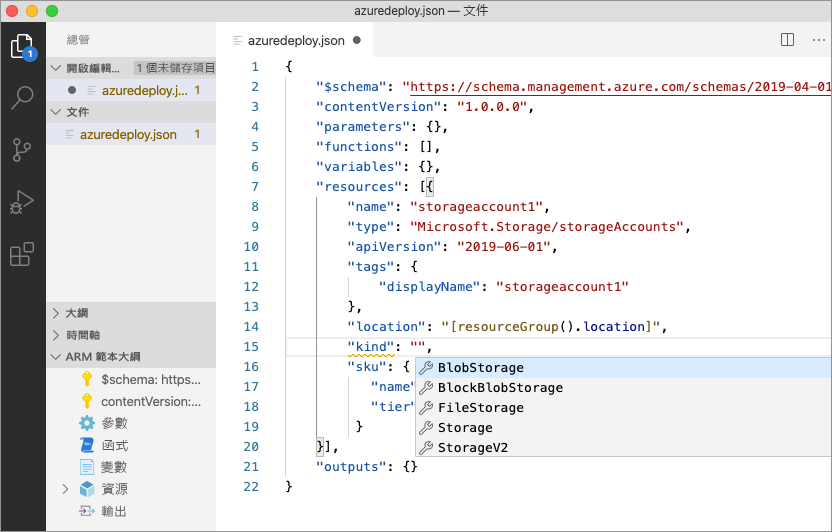 azuredeploy.json — 文件
總管
開啟編輯... 1 個未儲存項目
azuredeploy.j... 1
文件
azuredeploy.json 1
大綱
時間軸
ARM 範本大綱
$schema: https...
contentVersion:...
參數
函式
變數
資源
輸出
1
azuredeploy.json
1 {
2 "$schema": "https://schema.management.azure.com/schemas/2019-04-01
3 "contentVersion": "1.0.0.0",
4 "parameters": {},
5 "functions": [],
6 "variables": {},
7 "resources": [{
8 "name": "storageaccount1",
9 "type": "Microsoft.Storage/storageAccounts",
10 "apiVersion": "2019-06-01",
11 "tags": {
12 "displayName": "storageaccount1"
13 },
14 "location": "[resourceGroup().location]",
15 "kind": "",
16 "sku": {
17 "name"
18 "tier"
19 }
20 }],
21 "outputs": {}
22 }
BlobStorage
BlockBlobStorage
FileStorage
Storage
StorageV2